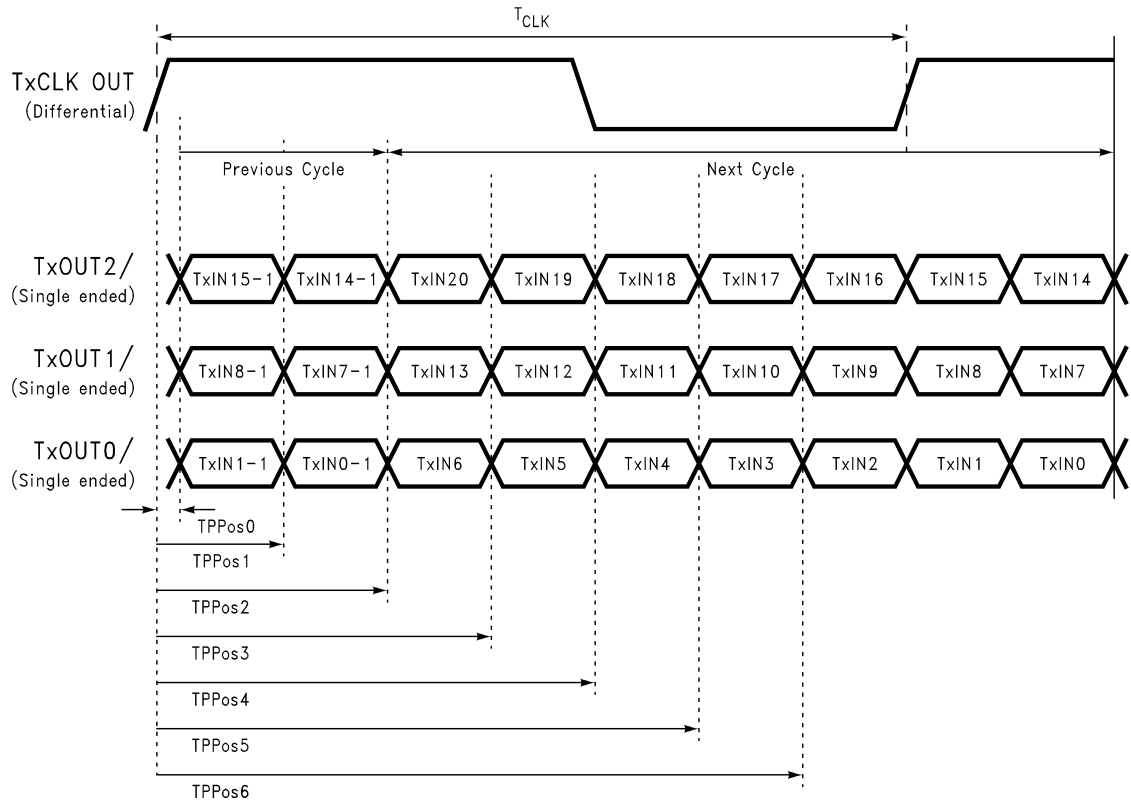 T_CLK
TxCLK OUT
(Differential)
Previous Cycle
Next Cycle
TxOUT2/
(Single ended)
TxIN15-1 TxIN14-1 TxIN20 TxIN19 TxIN18 TxIN17 TxIN16 TxIN15 TxIN14
TxOUT1/
(Single ended)
TxIN8-1 TxIN7-1 TxIN13 TxIN12 TxIN11 TxIN10 TxIN9 TxIN8 TxIN7
TxOUT0/
(Single ended)
TxIN1-1 TxIN0-1 TxIN6 TxIN5 TxIN4 TxIN3 TxIN2 TxIN1 TxIN0
TPPos0
TPPos1
TPPos2
TPPos3
TPPos4
TPPos5
TPPos6